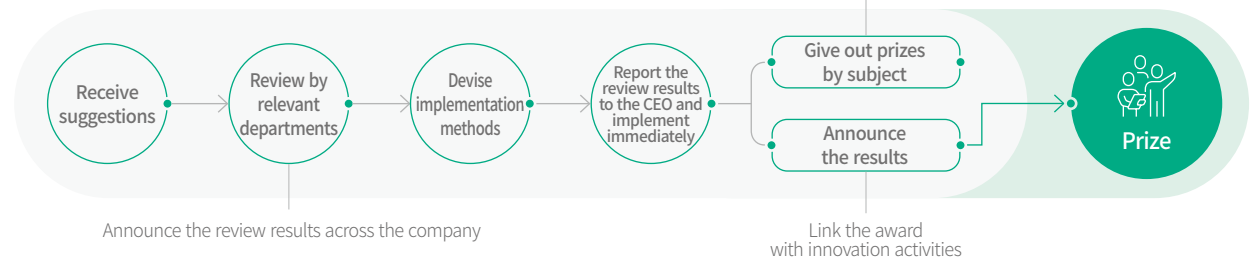 Receive
suggestions
Review by
relevant
departments
Devise
implementation
methods
Report the
review results
to the CEO and
implement
immediately
Give out prizes
by subject
Announce
the results
Prize
Announce the review results across the company
Link the award
with innovation activities